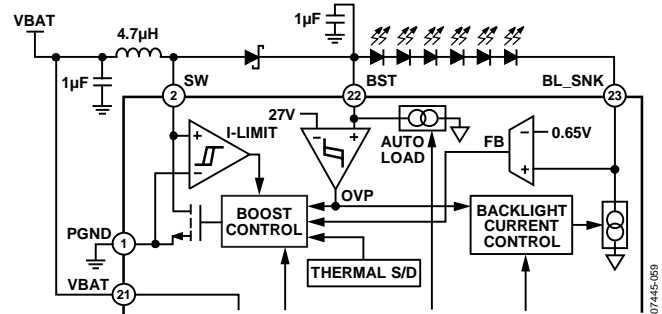 VBAT
4.7µH
1µF
1µF
SW
2
BST
22
BL_SNK
23
I-LIMIT
27V
AUTO
LOAD
FB
0.65V
OVP
PGND
1
BOOST
CONTROL
BACKLIGHT
CURRENT
CONTROL
THERMAL S/D
VBAT
21
07445-059